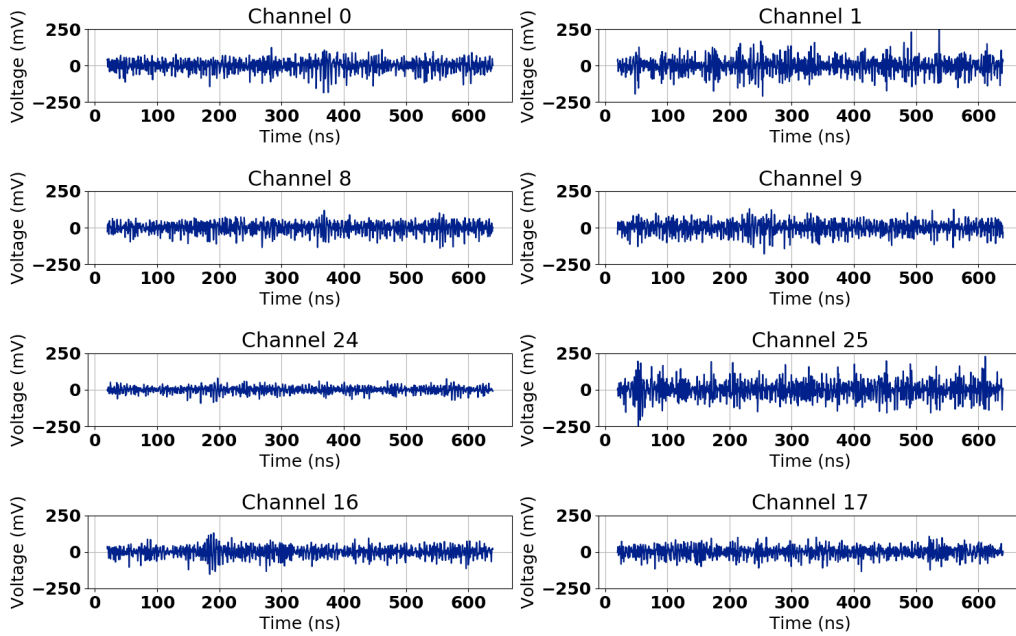 Channel 0
Channel 1
250
0
−250
Voltage (mV)
0 100 200 300 400 500 600
Time (ns)
250
0
−250
Voltage (mV)
0 100 200 300 400 500 600
Time (ns)
Channel 8
Channel 9
250
0
−250
Voltage (mV)
0 100 200 300 400 500 600
Time (ns)
250
0
−250
Voltage (mV)
0 100 200 300 400 500 600
Time (ns)
Channel 24
Channel 25
250
0
−250
Voltage (mV)
0 100 200 300 400 500 600
Time (ns)
250
0
−250
Voltage (mV)
0 100 200 300 400 500 600
Time (ns)
Channel 16
Channel 17
250
0
−250
Voltage (mV)
0 100 200 300 400 500 600
Time (ns)
250
0
−250
Voltage (mV)
0 100 200 300 400 500 600
Time (ns)